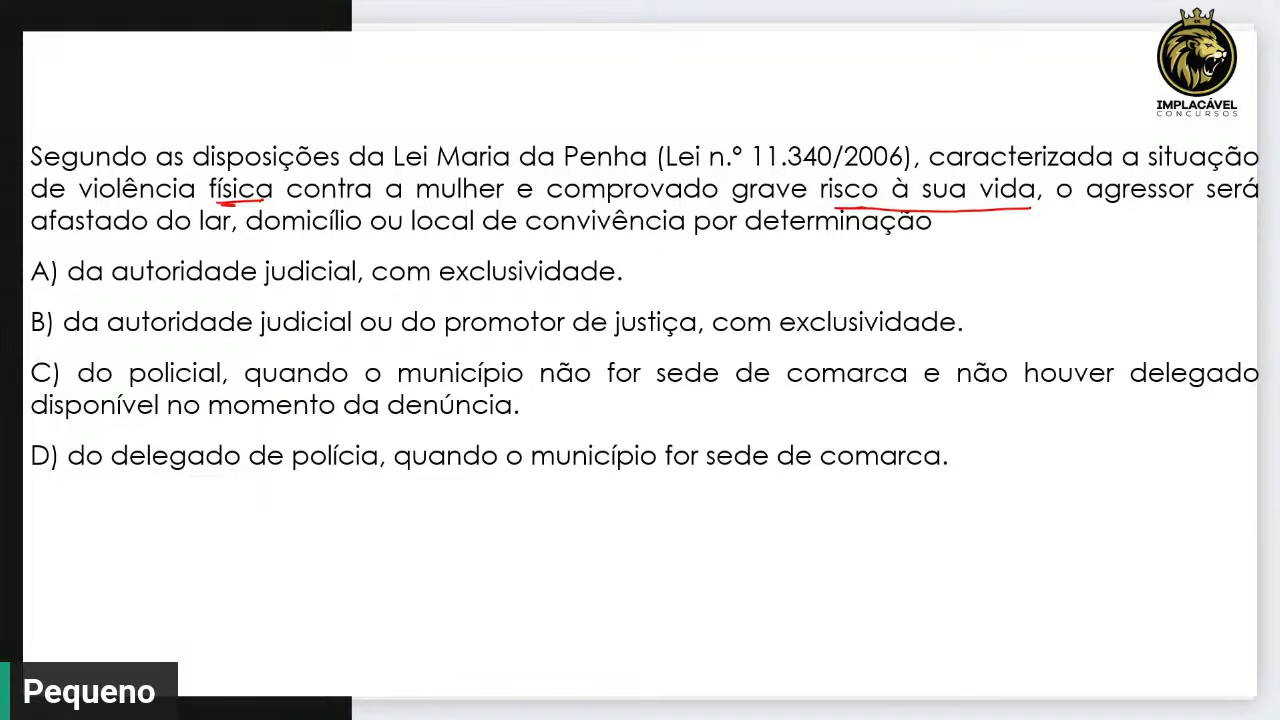 IMPLACÁVEL
CONCURSOS
Segundo as disposições da Lei Maria da Penha (Lei n.º 11.340/2006), caracterizada a situação
de violência física contra a mulher e comprovado grave risco à sua vida, o agressor será
afastado do lar, domicílio ou local de convivência por determinação
A) da autoridade judicial, com exclusividade.
B) da autoridade judicial ou do promotor de justiça, com exclusividade.
C) do policial, quando o município não for sede de comarca e não houver delegado
disponível no momento da denúncia.
D) do delegado de polícia, quando o município for sede de comarca.
Pequeno